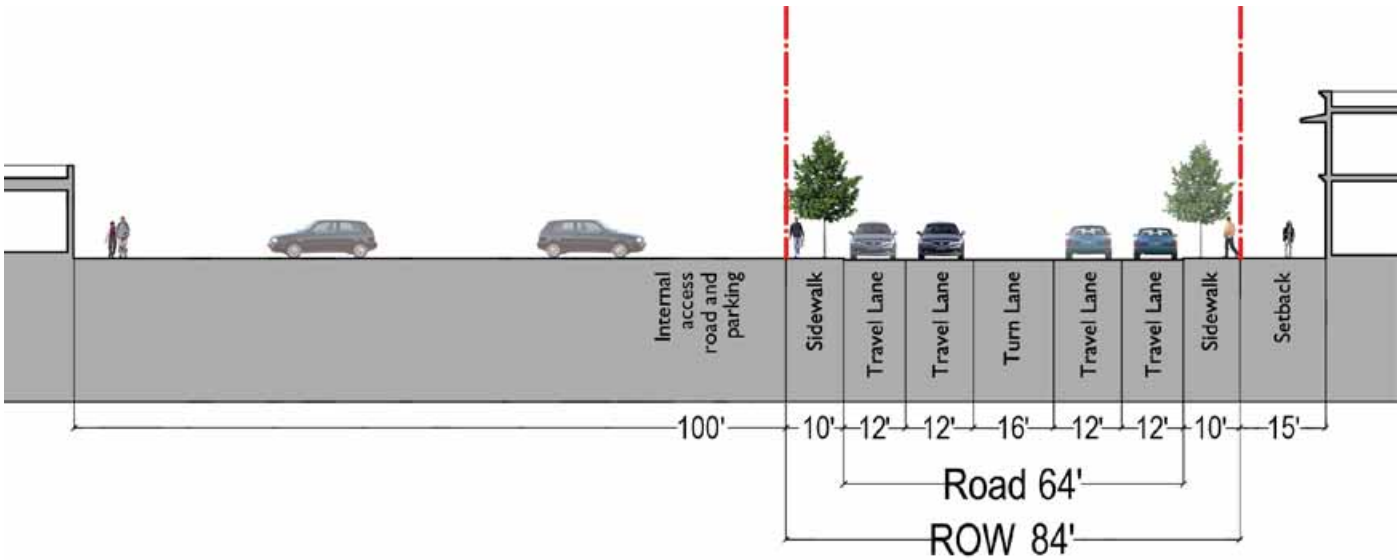 Internal
access
road and
parking
Sidewalk
Travel Lane
Travel Lane
Turn Lane
Travel Lane
Travel Lane
Sidewalk
Setback
100'
10'
12'
12'
16'
12'
12'
10'
15'
Road 64'
ROW 84'